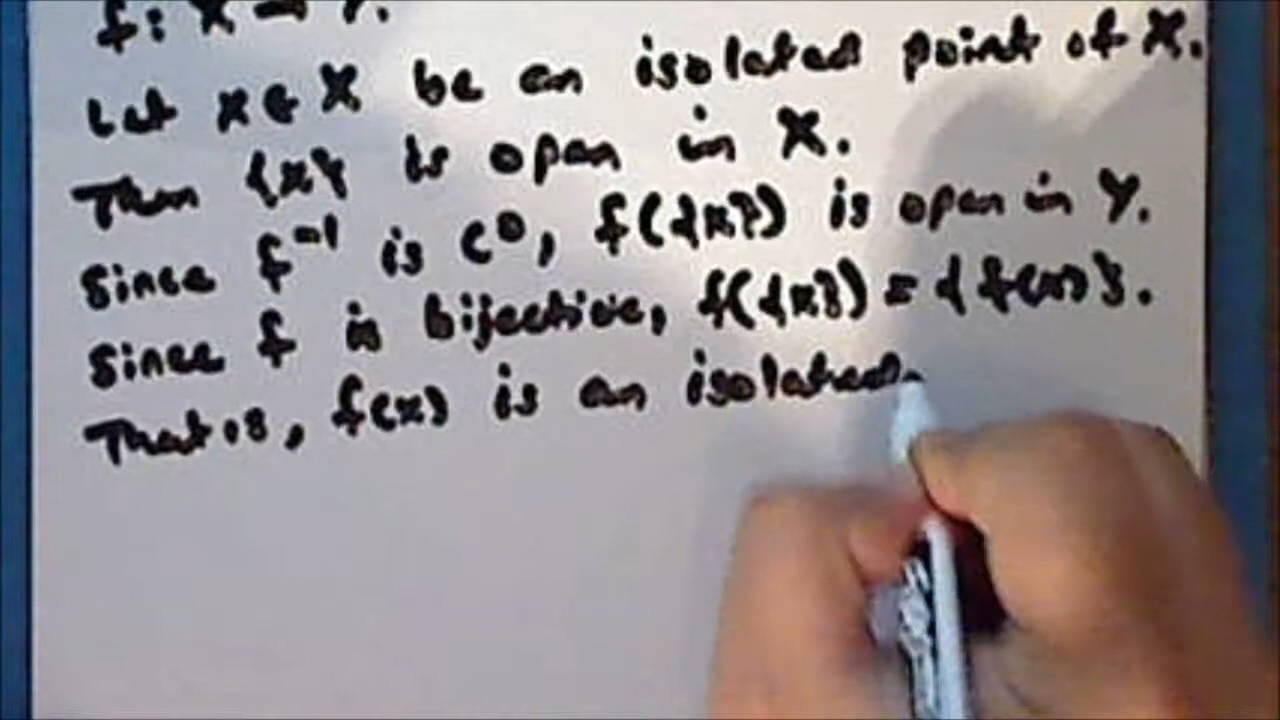 f: X → Y.
Let x ∈ X be an isolated point of X.
Then {x} is open in X.
Since f⁻¹ is C⁰, f({x}) is open in Y.
Since f is bijective, f({x}) = {f(x)}.
That is, f(x) is an isolated